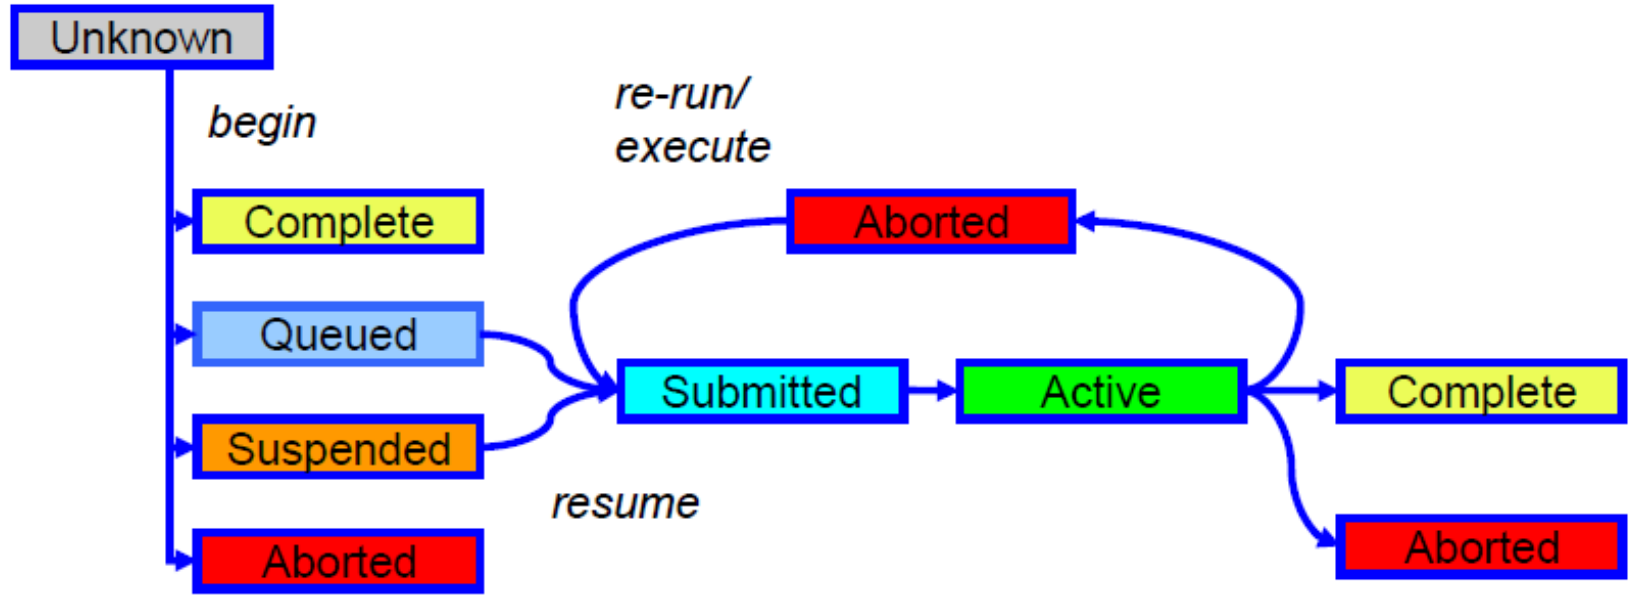 Unknown
begin
re-run/
execute
Complete
Aborted
Queued
Submitted
Active
Complete
Suspended
resume
Aborted
Aborted